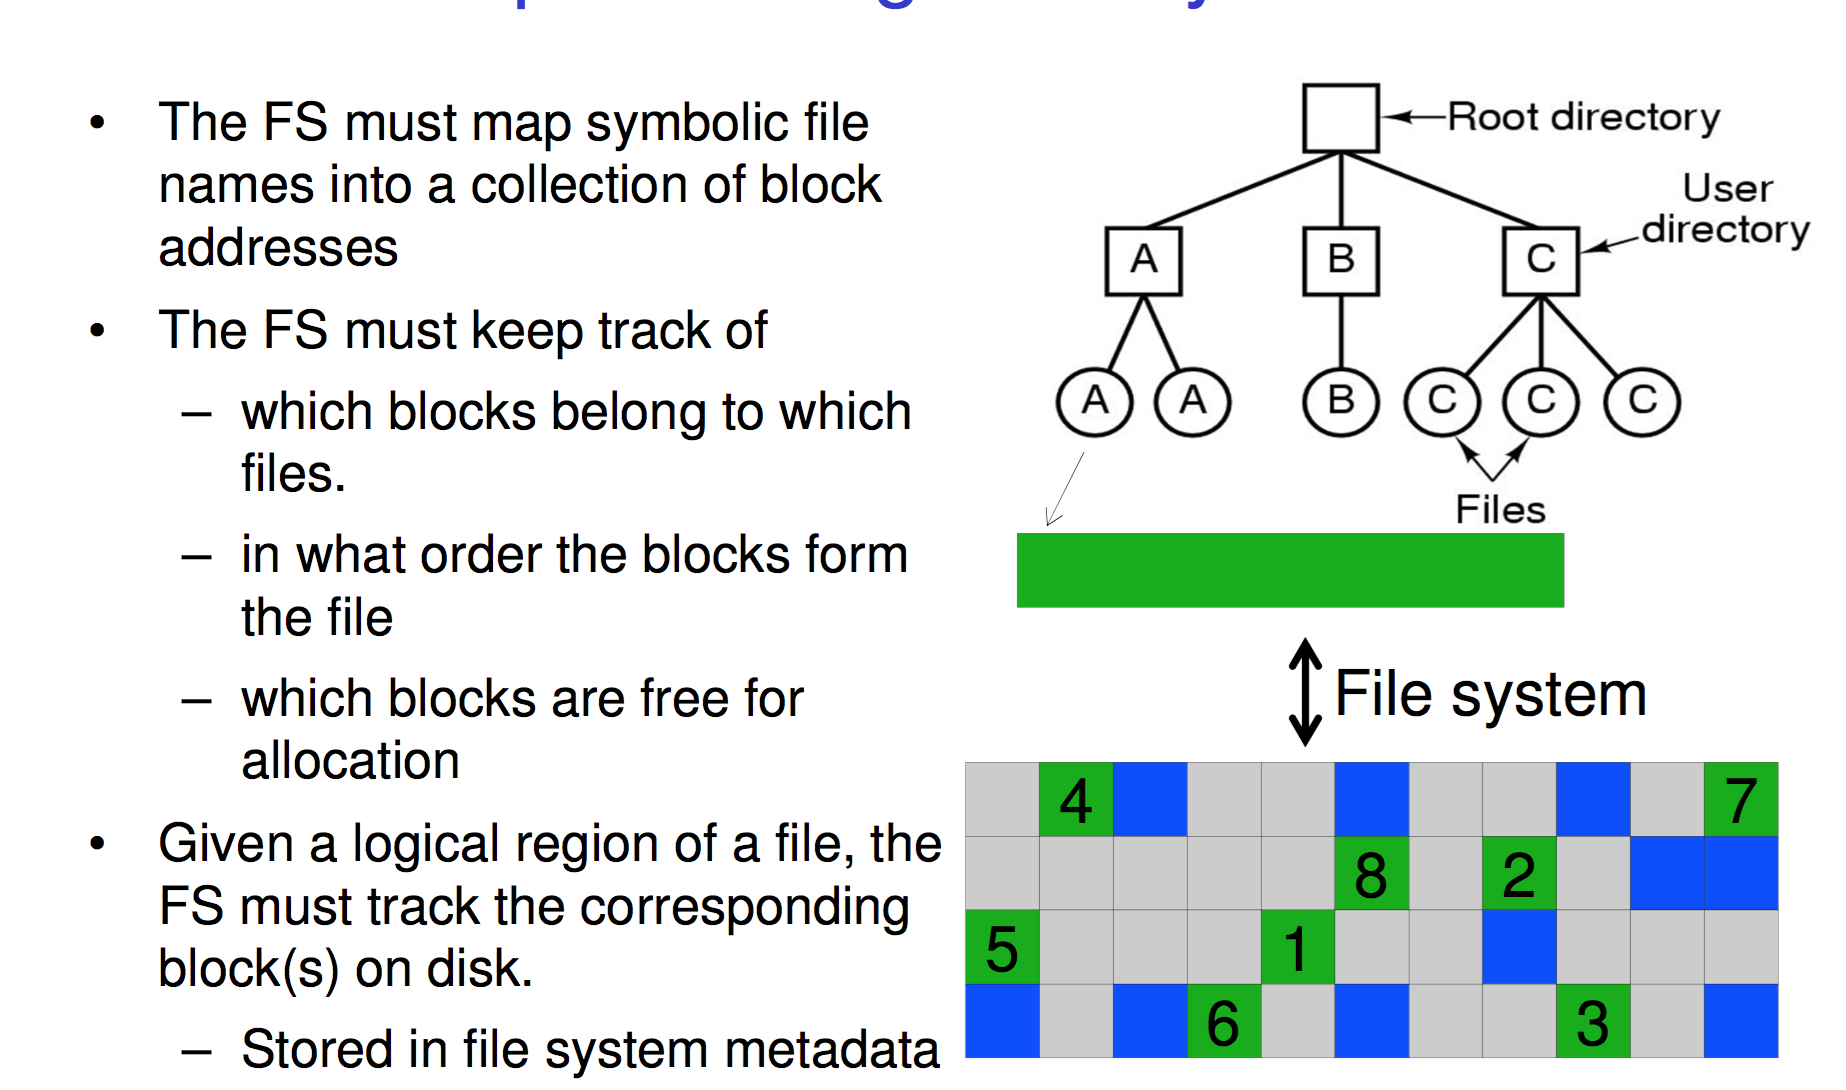 • The FS must map symbolic file
names into a collection of block
addresses
• The FS must keep track of
– which blocks belong to which
files.
– in what order the blocks form
the file
– which blocks are free for
allocation
• Given a logical region of a file, the
FS must track the corresponding
block(s) on disk.
– Stored in file system metadata
Root directory
User
directory
A B C
A A B C C C
Files
File system
4 7
8 2
5 1
6 3